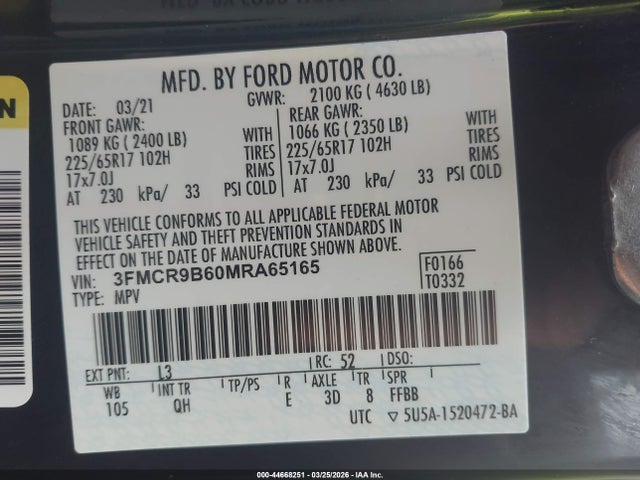 MFD. BY FORD MOTOR CO.
DATE: 03/21 GVWR: 2100 KG ( 4630 LB)
FRONT GAWR: REAR GAWR:
1089 KG ( 2400 LB) WITH 1066 KG ( 2350 LB) WITH
225/65R17 102H TIRES 225/65R17 102H TIRES
17x7.0J RIMS 17x7.0J RIMS
AT 230 kPa/ 33 PSI COLD AT 230 kPa/ 33 PSI COLD
THIS VEHICLE CONFORMS TO ALL APPLICABLE FEDERAL MOTOR
VEHICLE SAFETY AND THEFT PREVENTION STANDARDS IN
EFFECT ON THE DATE OF MANUFACTURE SHOWN ABOVE.
VIN: 3FMCR9B60MRA65165 F0166
TYPE: MPV T0332
EXT PNT: L3 RC: 52 DSO:
WB INT TR TP/PS R AXLE TR SPR
105 QH E 3D 8 FFBB
UTC ▽ 5U5A-1520472-BA
N
000-44668251 | 03/25/2026 | IAA Inc.